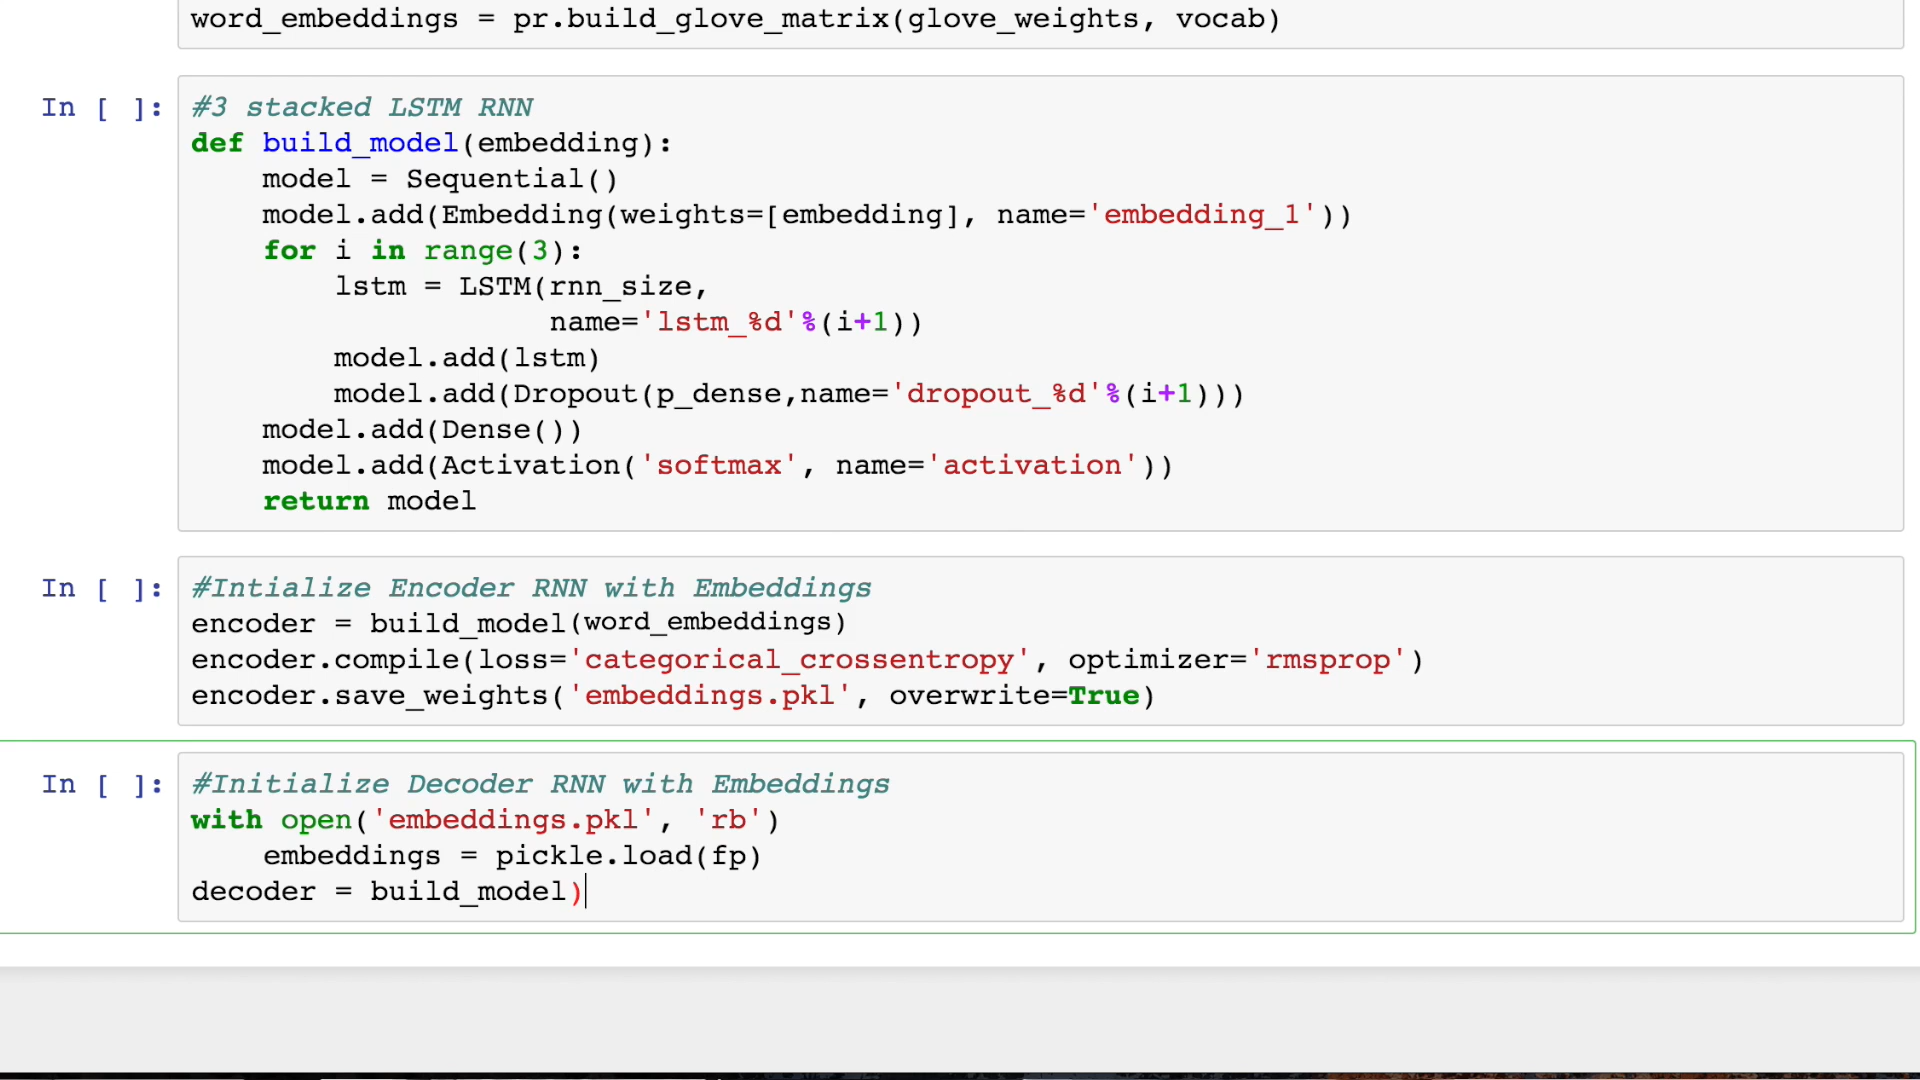 word_embeddings = pr.build_glove_matrix(glove_weights, vocab)
In [ ]:
#3 stacked LSTM RNN
def build_model(embedding):
    model = Sequential()
    model.add(Embedding(weights=[embedding], name='embedding_1'))
    for i in range(3):
        lstm = LSTM(rnn_size,
                    name='lstm_%d'%(i+1))
        model.add(lstm)
        model.add(Dropout(p_dense,name='dropout_%d'%(i+1)))
    model.add(Dense())
    model.add(Activation('softmax', name='activation'))
    return model
In [ ]:
#Intialize Encoder RNN with Embeddings
encoder = build_model(word_embeddings)
encoder.compile(loss='categorical_crossentropy', optimizer='rmsprop')
encoder.save_weights('embeddings.pkl', overwrite=True)
In [ ]:
#Initialize Decoder RNN with Embeddings
with open('embeddings.pkl', 'rb')
    embeddings = pickle.load(fp)
decoder = build_model)